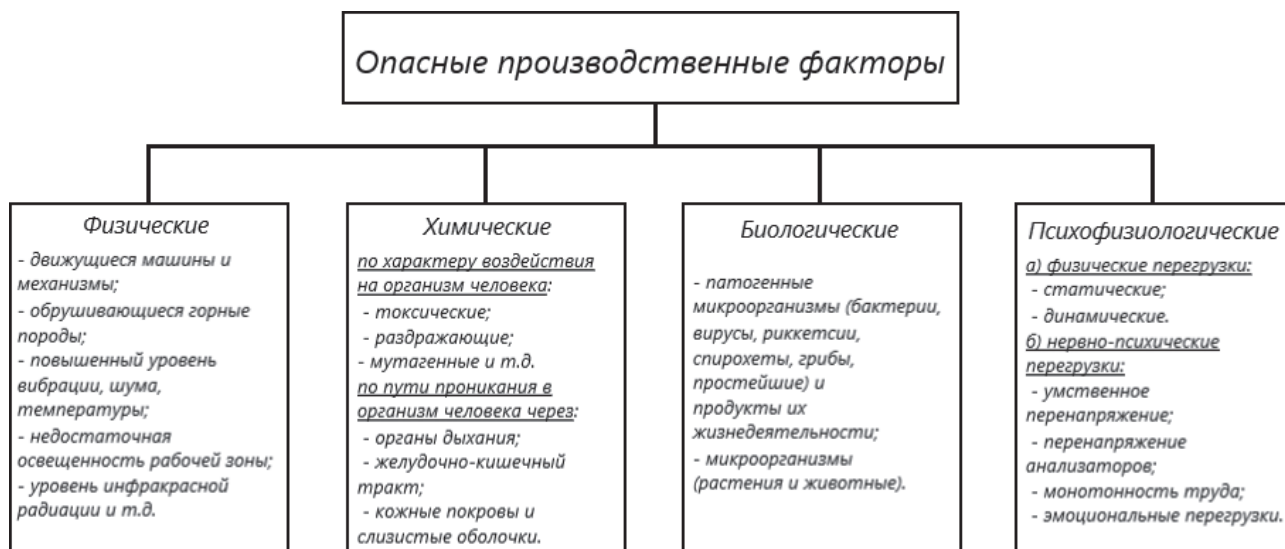 Опасные производственные факторы
Физические
- движущиеся машины и
механизмы;
- обрушивающиеся горные
породы;
- повышенный уровень
вибрации, шума,
температуры;
- недостаточная
освещенность рабочей зоны;
- уровень инфракрасной
радиации и т.д.
Химические
по характеру воздействия
на организм человека:
- токсические;
- раздражающие;
- мутагенные и т.д.
по пути проникания в
организм человека через:
- органы дыхания;
- желудочно-кишечный
тракт;
- кожные покровы и
слизистые оболочки.
Биологические
- патогенные
микроорганизмы (бактерии,
вирусы, риккетсии,
спирохеты, грибы,
простейшие) и
продукты их
жизнедеятельности;
- микроорганизмы
(растения и животные).
Психофизиологические
а) физические перегрузки:
- статические;
- динамические.
б) нервно-психические
перегрузки:
- умственное
перенапряжение;
- перенапряжение
анализаторов;
- монотонность труда;
- эмоциональные перегрузки.